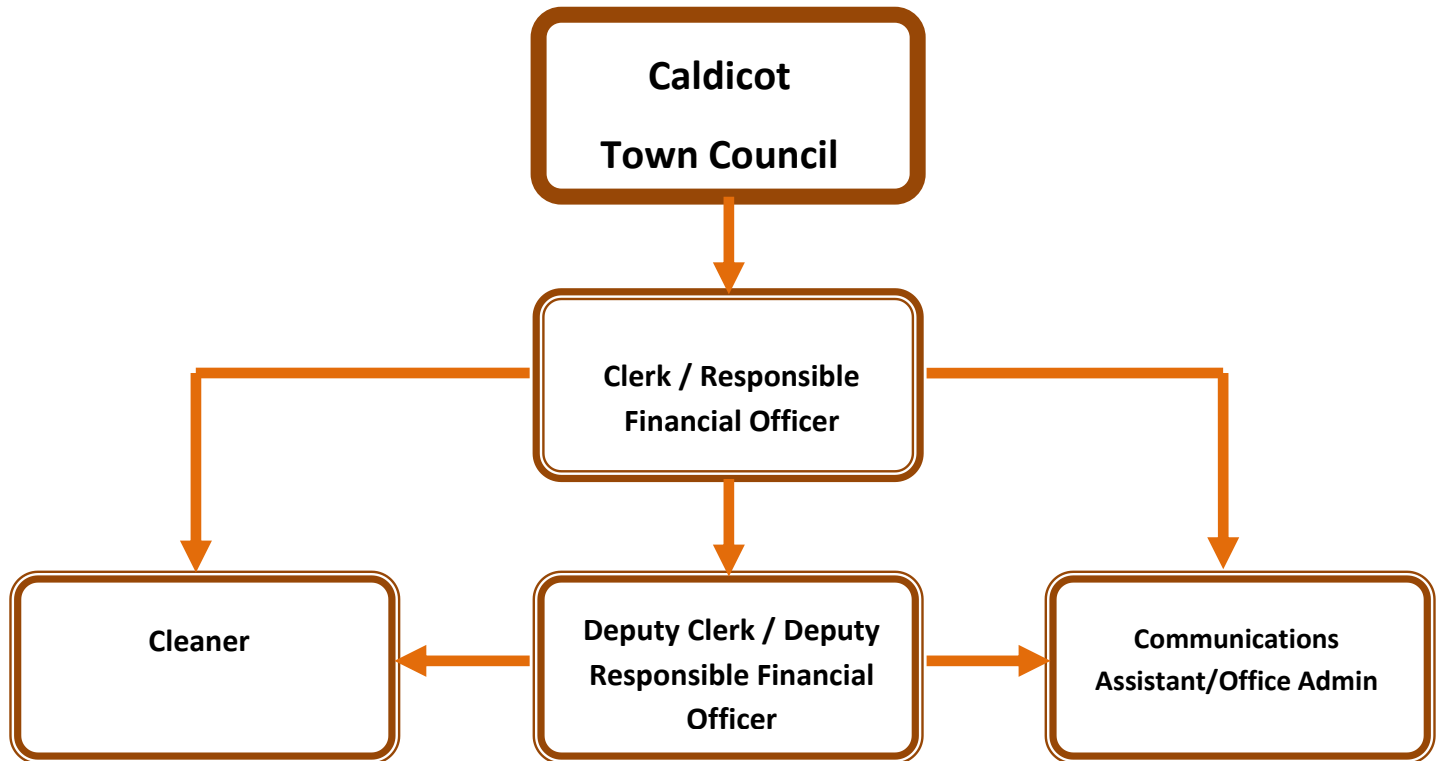 Caldicot
Town Council
Clerk / Responsible
Financial Officer
Cleaner
Deputy Clerk / Deputy
Responsible Financial
Officer
Communications
Assistant/Office Admin